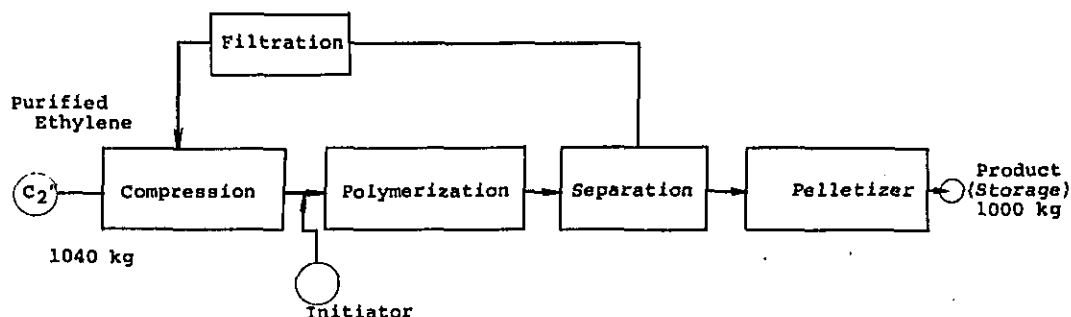 Filtration
Purified
Ethylene
C2"
Compression
Polymerization
Separation
Pelletizer
Product
(Storage)
1000 kg
1040 kg
Initiator